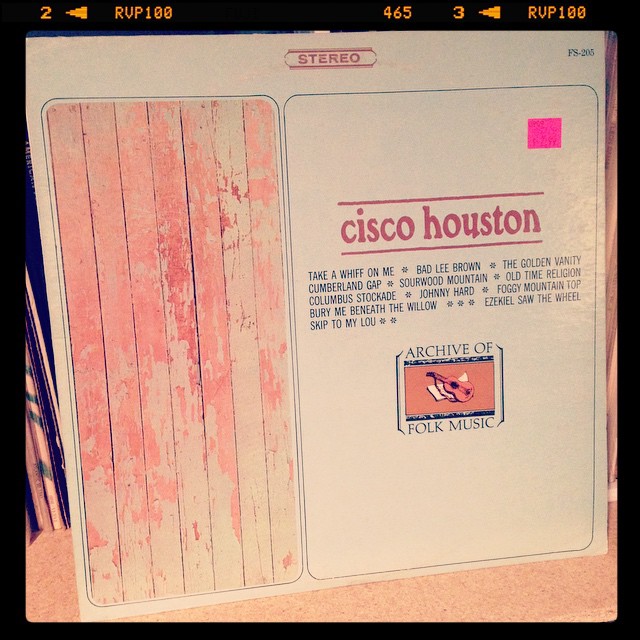 2 ◀ RVP100 465 3 ◀ RVP100
STEREO
FS-205
cisco houston
TAKE A WHIFF ON ME * BAD LEE BROWN * THE GOLDEN VANITY
CUMBERLAND GAP * SOURWOOD MOUNTAIN * OLD TIME RELIGION
COLUMBUS STOCKADE * JOHNNY HARD * FOGGY MOUNTAIN TOP
BURY ME BENEATH THE WILLOW * * * EZEKIEL SAW THE WHEEL
SKIP TO MY LOU * *
ARCHIVE OF
FOLK MUSIC